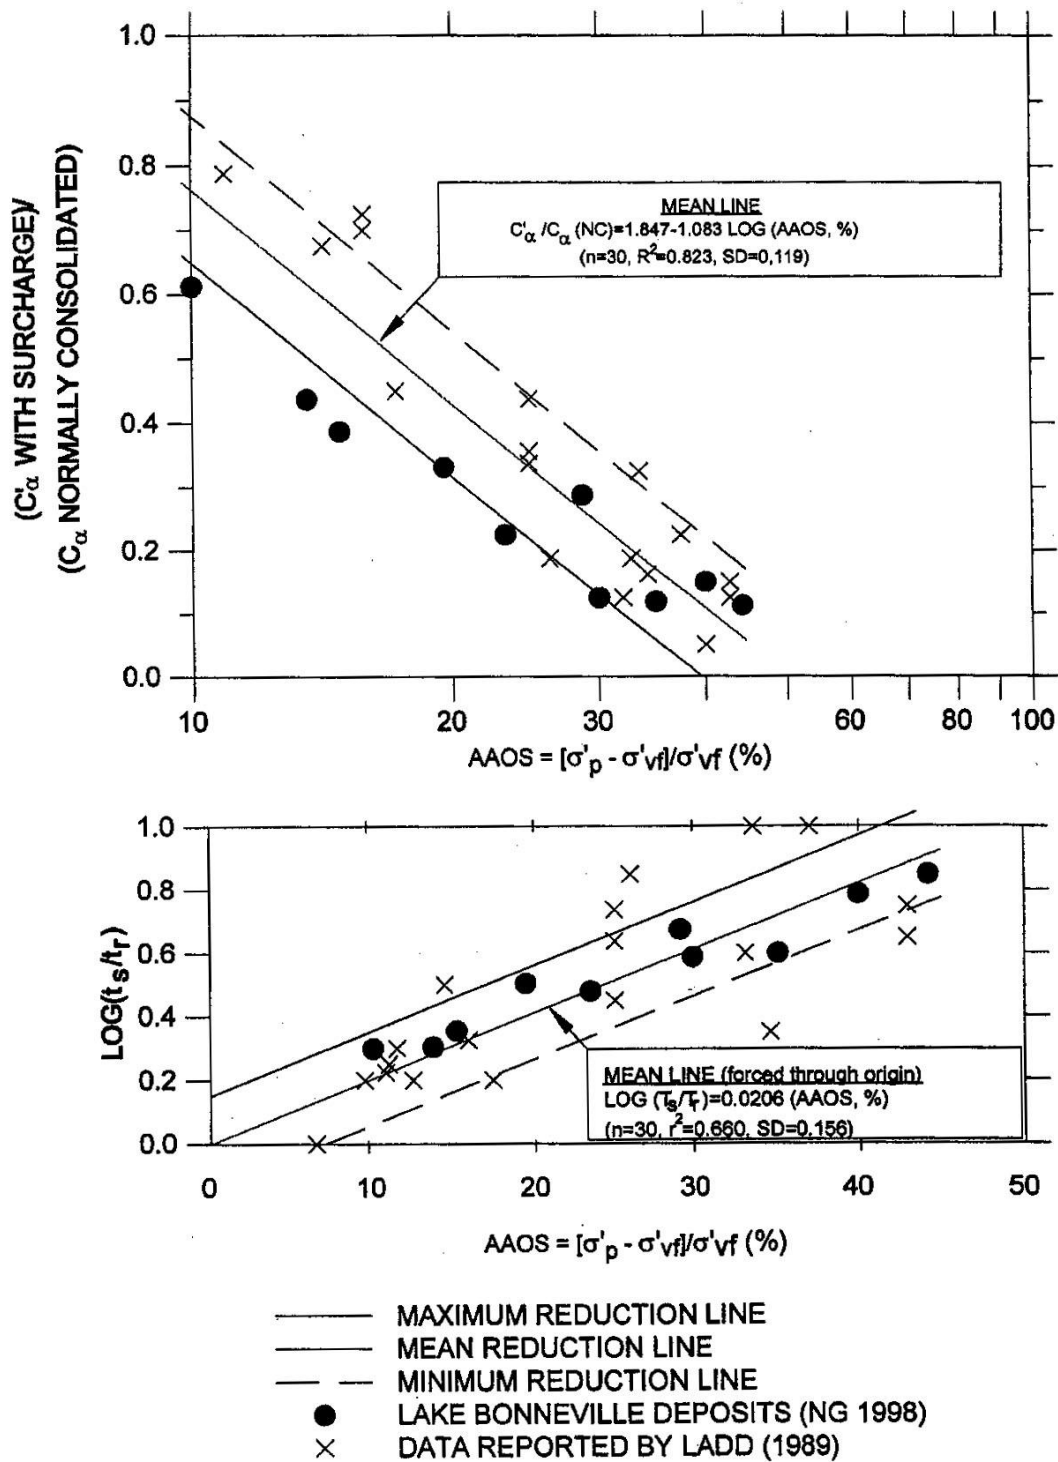 (C'α WITH SURCHARGE)/
(Cα NORMALLY CONSOLIDATED)
1.0
0.8
0.6
0.4
0.2
0.0
MEAN LINE
C'α /Cα (NC)=1.847-1.083 LOG (AAOS, %)
(n=30, R²=0.823, SD=0,119)
10 20 30 60 80 100
AAOS = [σ'p - σ'vf]/σ'vf (%)
LOG(ts/tr)
1.0
0.8
0.6
0.4
0.2
0.0
MEAN LINE (forced through origin)
LOG (Ts/Tr)=0.0206 (AAOS, %)
(n=30, r²=0.660, SD=0.156)
0 10 20 30 40 50
AAOS = [σ'p - σ'vf]/σ'vf (%)
MAXIMUM REDUCTION LINE
MEAN REDUCTION LINE
MINIMUM REDUCTION LINE
LAKE BONNEVILLE DEPOSITS (NG 1998)
DATA REPORTED BY LADD (1989)